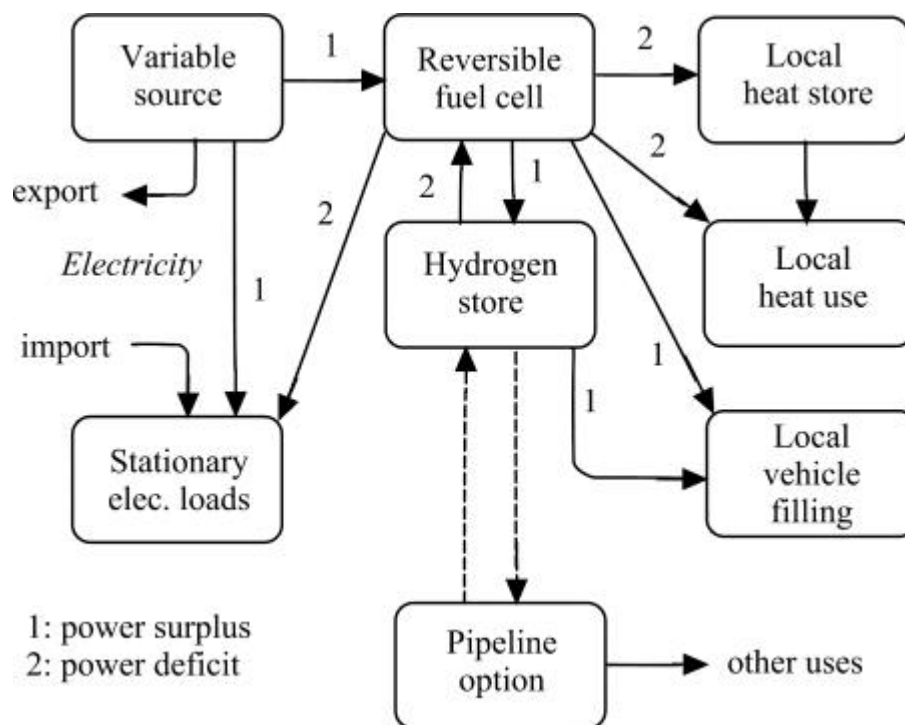 Variable
source
1
Reversible
fuel cell
2
Local
heat store
export
2
2
1
2
Electricity
1
Hydrogen
store
Local
heat use
import
1
1
Stationary
elec. loads
Local
vehicle
filling
1: power surplus
2: power deficit
Pipeline
option
other uses